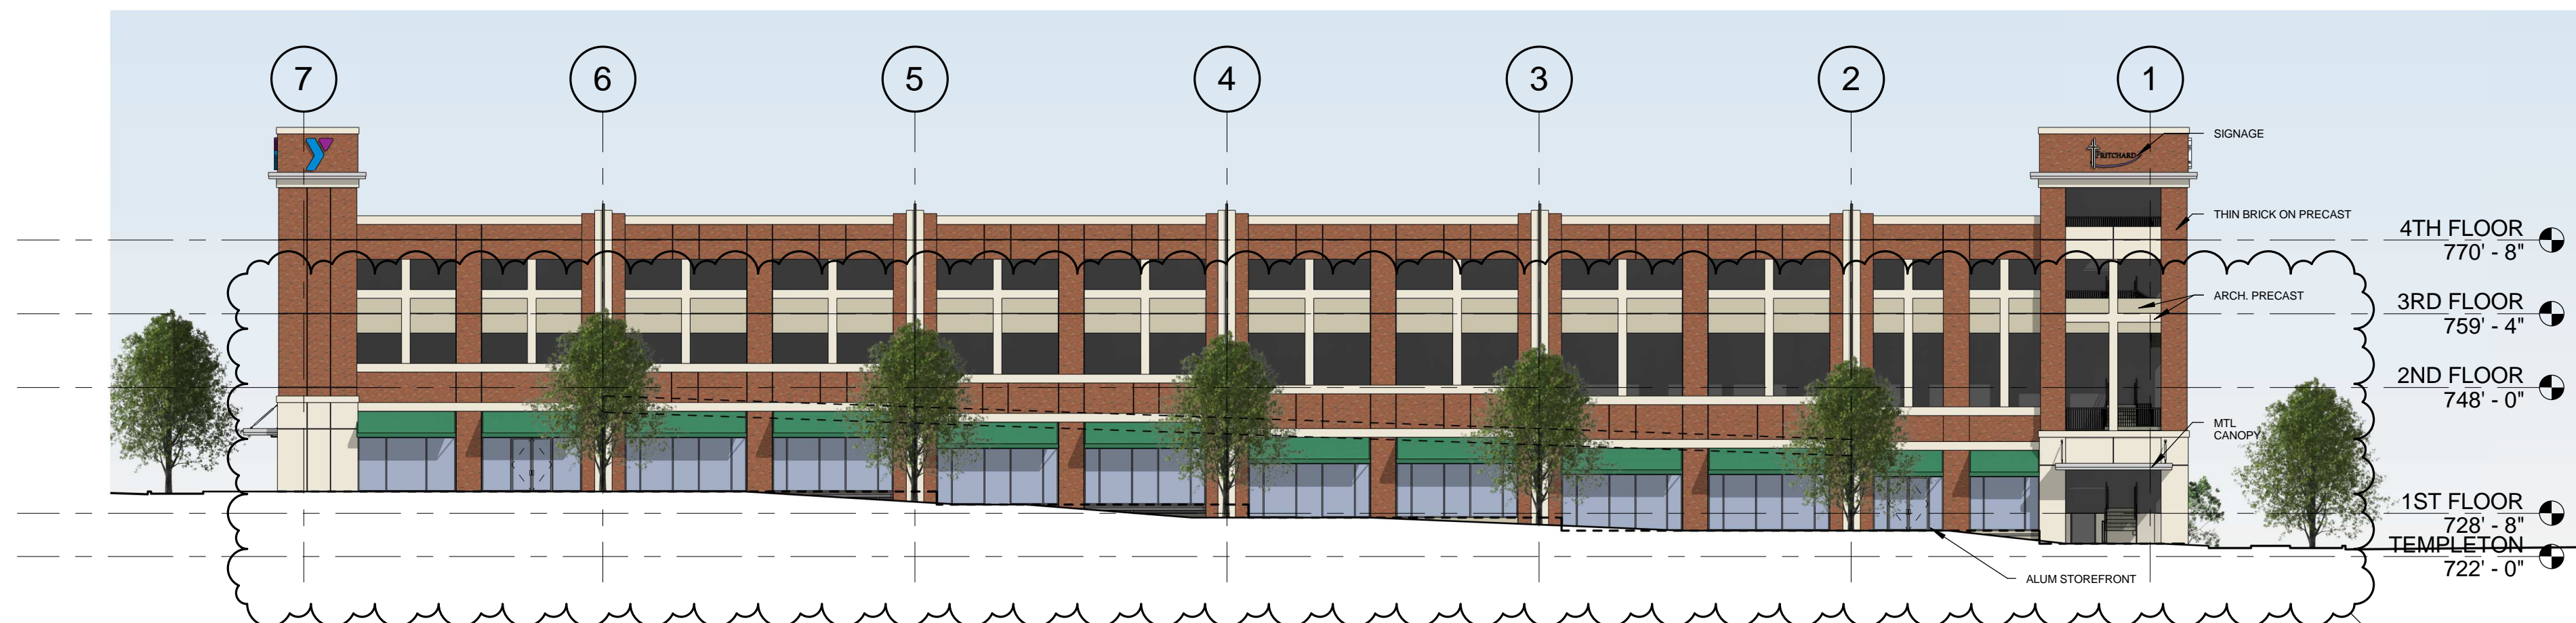 7
6
5
4
3
2
1
SIGNAGE
PRITCHARD
THIN BRICK ON PRECAST
4TH FLOOR
770' - 8"
ARCH. PRECAST
3RD FLOOR
759' - 4"
2ND FLOOR
748' - 0"
MTL
CANOPY
1ST FLOOR
728' - 8"
TEMPLETON
722' - 0"
ALUM STOREFRONT